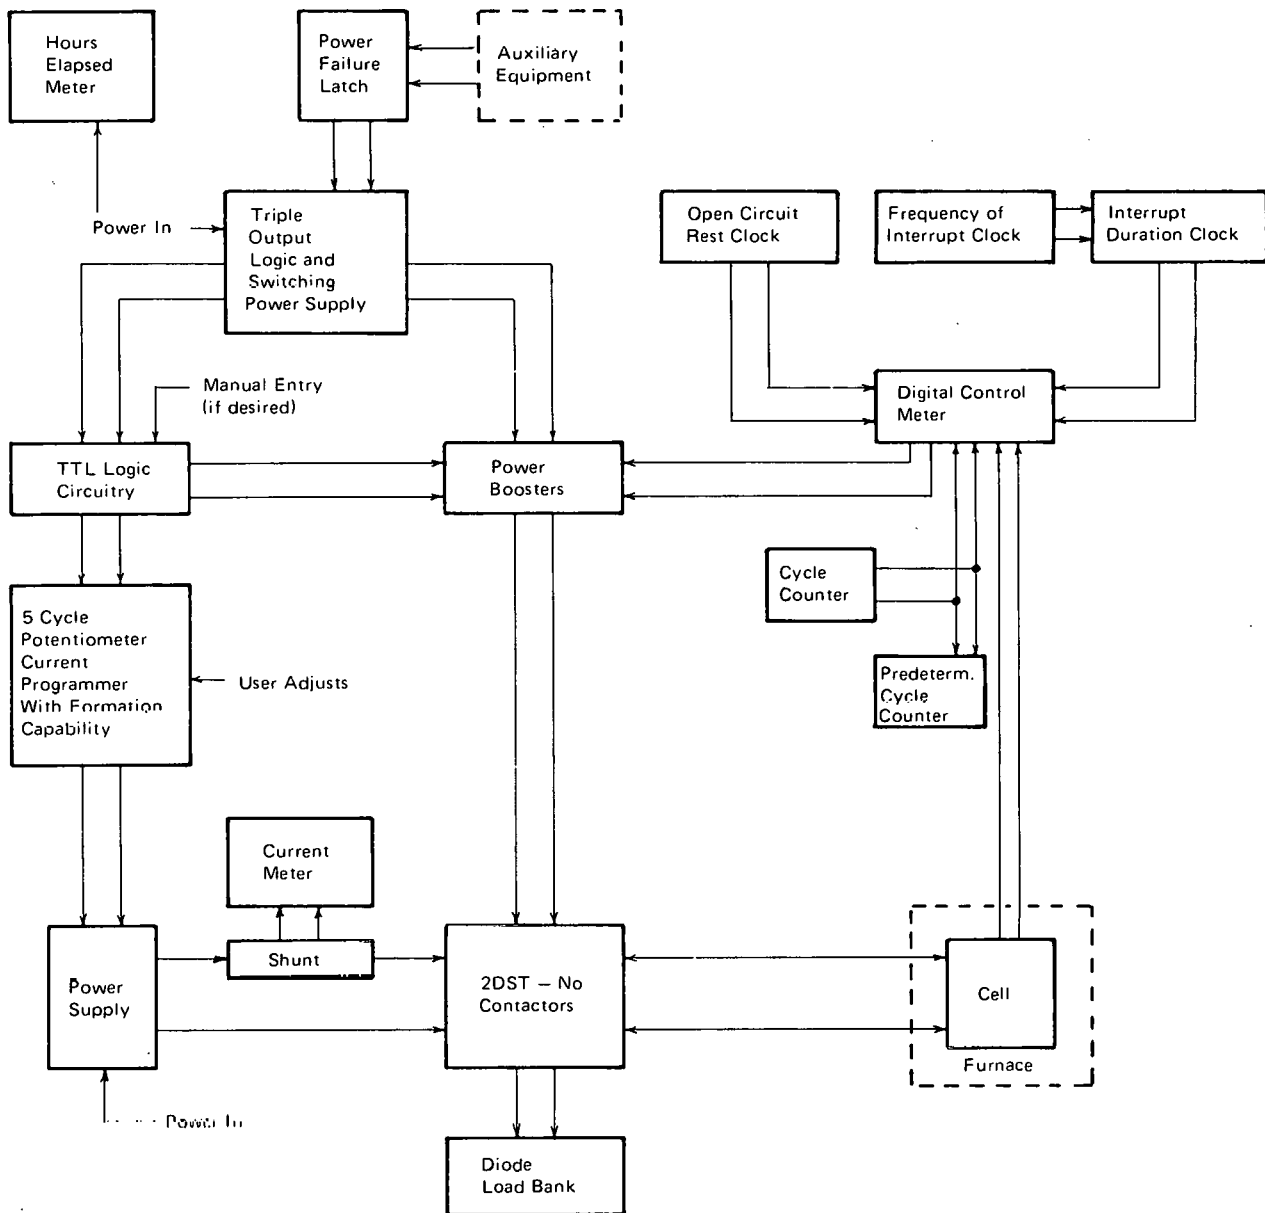 Hours
Elapsed
Meter
Power
Failure
Latch
Auxiliary
Equipment
Power In
Triple
Output
Logic and
Switching
Power Supply
Open Circuit
Rest Clock
Frequency of
Interrupt Clock
Interrupt
Duration Clock
Manual Entry
(if desired)
Digital Control
Meter
TTL Logic
Circuitry
Power
Boosters
Cycle
Counter
5 Cycle
Potentiometer
Current
Programmer
With Formation
Capability
User Adjusts
Predeterm.
Cycle
Counter
Current
Meter
Shunt
Power
Supply
2DST – No
Contactors
Cell
Furnace
Power In
Diode
Load Bank